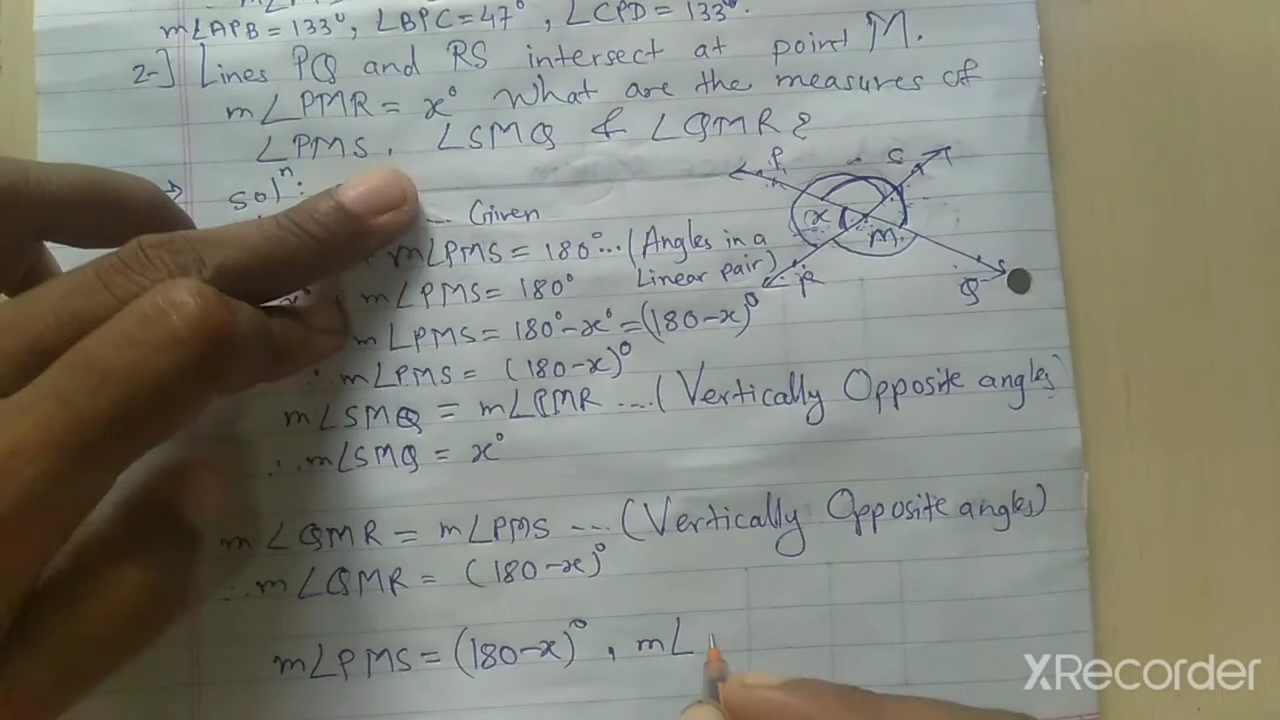 m∠APB = 133°, ∠BPC = 47°, ∠CPD = 133°.
2-] Lines PQ and RS intersect at point M.
m∠PMR = x° What are the measures of
∠PMS, ∠SMQ & ∠QMR?
solⁿ:
P
S
x
M
R
Q
.... Given
m∠PMS = 180° ... (Angles in a
Linear pair)
m∠PMS = 180°
m∠PMS = 180° - x° = (180-x)°
∴ m∠PMS = (180-x)°
m∠SMQ = m∠PMR .... (Vertically Opposite angles)
∴ m∠SMQ = x°
m∠QMR = m∠PMS .... (Vertically Opposite angles)
∴ m∠QMR = (180-x)°
m∠PMS = (180-x)°, m∠
XRecorder